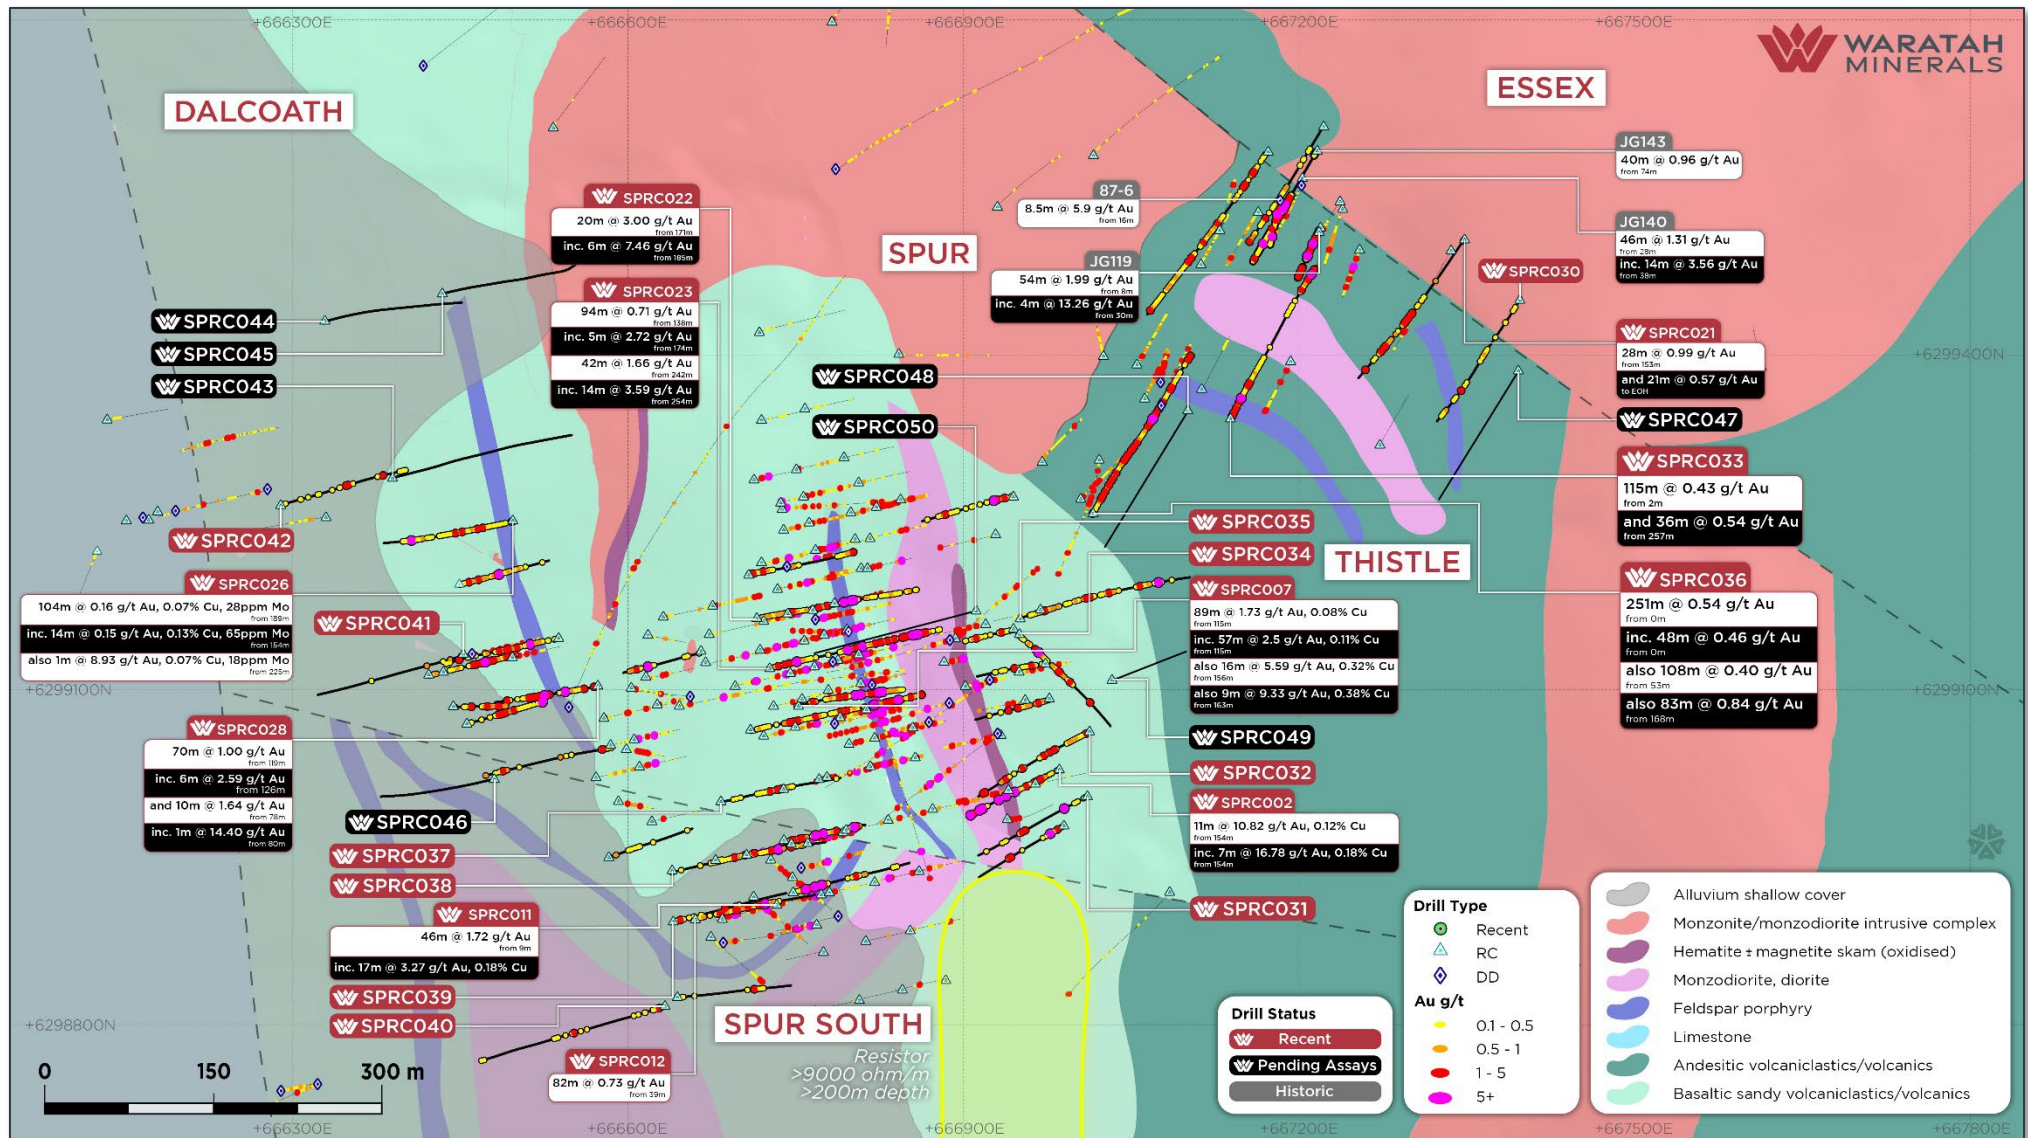 +666300E
+666600E
+666900E
+667200E
+667500E
WARATAH
MINERALS
DALCOATH
ESSEX
SPUR
THISTLE
SPUR SOUTH
Resistor
>9000 ohm/m
>200m depth
JG143
40m @ 0.96 g/t Au
from 74m
87-6
8.5m @ 5.9 g/t Au
from 16m
JG140
46m @ 1.31 g/t Au
from 28m
inc. 14m @ 3.56 g/t Au
from 38m
JG119
54m @ 1.99 g/t Au
from 8m
inc. 4m @ 13.26 g/t Au
from 30m
SPRC022
20m @ 3.00 g/t Au
from 171m
inc. 6m @ 7.46 g/t Au
from 185m
SPRC023
94m @ 0.71 g/t Au
from 138m
inc. 5m @ 2.72 g/t Au
from 174m
42m @ 1.66 g/t Au
from 242m
inc. 14m @ 3.59 g/t Au
from 254m
SPRC030
SPRC021
28m @ 0.99 g/t Au
from 153m
and 21m @ 0.57 g/t Au
to EOH
+6299400N
SPRC044
SPRC045
SPRC043
SPRC048
SPRC050
SPRC047
SPRC033
115m @ 0.43 g/t Au
from 2m
and 36m @ 0.54 g/t Au
from 257m
SPRC042
SPRC035
SPRC034
SPRC026
104m @ 0.16 g/t Au, 0.07% Cu, 28ppm Mo
from 189m
inc. 14m @ 0.15 g/t Au, 0.13% Cu, 65ppm Mo
from 154m
also 1m @ 8.93 g/t Au, 0.07% Cu, 18ppm Mo
from 225m
SPRC041
SPRC007
89m @ 1.73 g/t Au, 0.08% Cu
from 115m
inc. 57m @ 2.5 g/t Au, 0.11% Cu
from 115m
also 16m @ 5.59 g/t Au, 0.32% Cu
from 156m
also 9m @ 9.33 g/t Au, 0.38% Cu
from 163m
SPRC036
251m @ 0.54 g/t Au
from 0m
inc. 48m @ 0.46 g/t Au
from 0m
also 108m @ 0.40 g/t Au
from 53m
also 83m @ 0.84 g/t Au
from 168m
+6299100N
+6299100N
SPRC028
70m @ 1.00 g/t Au
from 119m
inc. 6m @ 2.59 g/t Au
from 126m
and 10m @ 1.64 g/t Au
from 78m
inc. 1m @ 14.40 g/t Au
from 80m
SPRC049
SPRC032
SPRC002
11m @ 10.82 g/t Au, 0.12% Cu
from 154m
inc. 7m @ 16.78 g/t Au, 0.18% Cu
from 154m
SPRC046
SPRC037
SPRC038
SPRC031
SPRC011
46m @ 1.72 g/t Au
from 9m
inc. 17m @ 3.27 g/t Au, 0.18% Cu
SPRC039
SPRC040
SPRC012
82m @ 0.73 g/t Au
from 39m
+6298800N
0
150
300 m
Drill Status
Recent
Pending Assays
Historic
Drill Type
Recent
RC
DD
Au g/t
0.1 - 0.5
0.5 - 1
1 - 5
5+
Alluvium shallow cover
Monzonite/monzodiorite intrusive complex
Hematite ± magnetite skarn (oxidised)
Monzodiorite, diorite
Feldspar porphyry
Limestone
Andesitic volcaniclastics/volcanics
Basaltic sandy volcaniclastics/volcanics
+666300E
+666600E
+666900E
+667200E
+667500E
+667800E